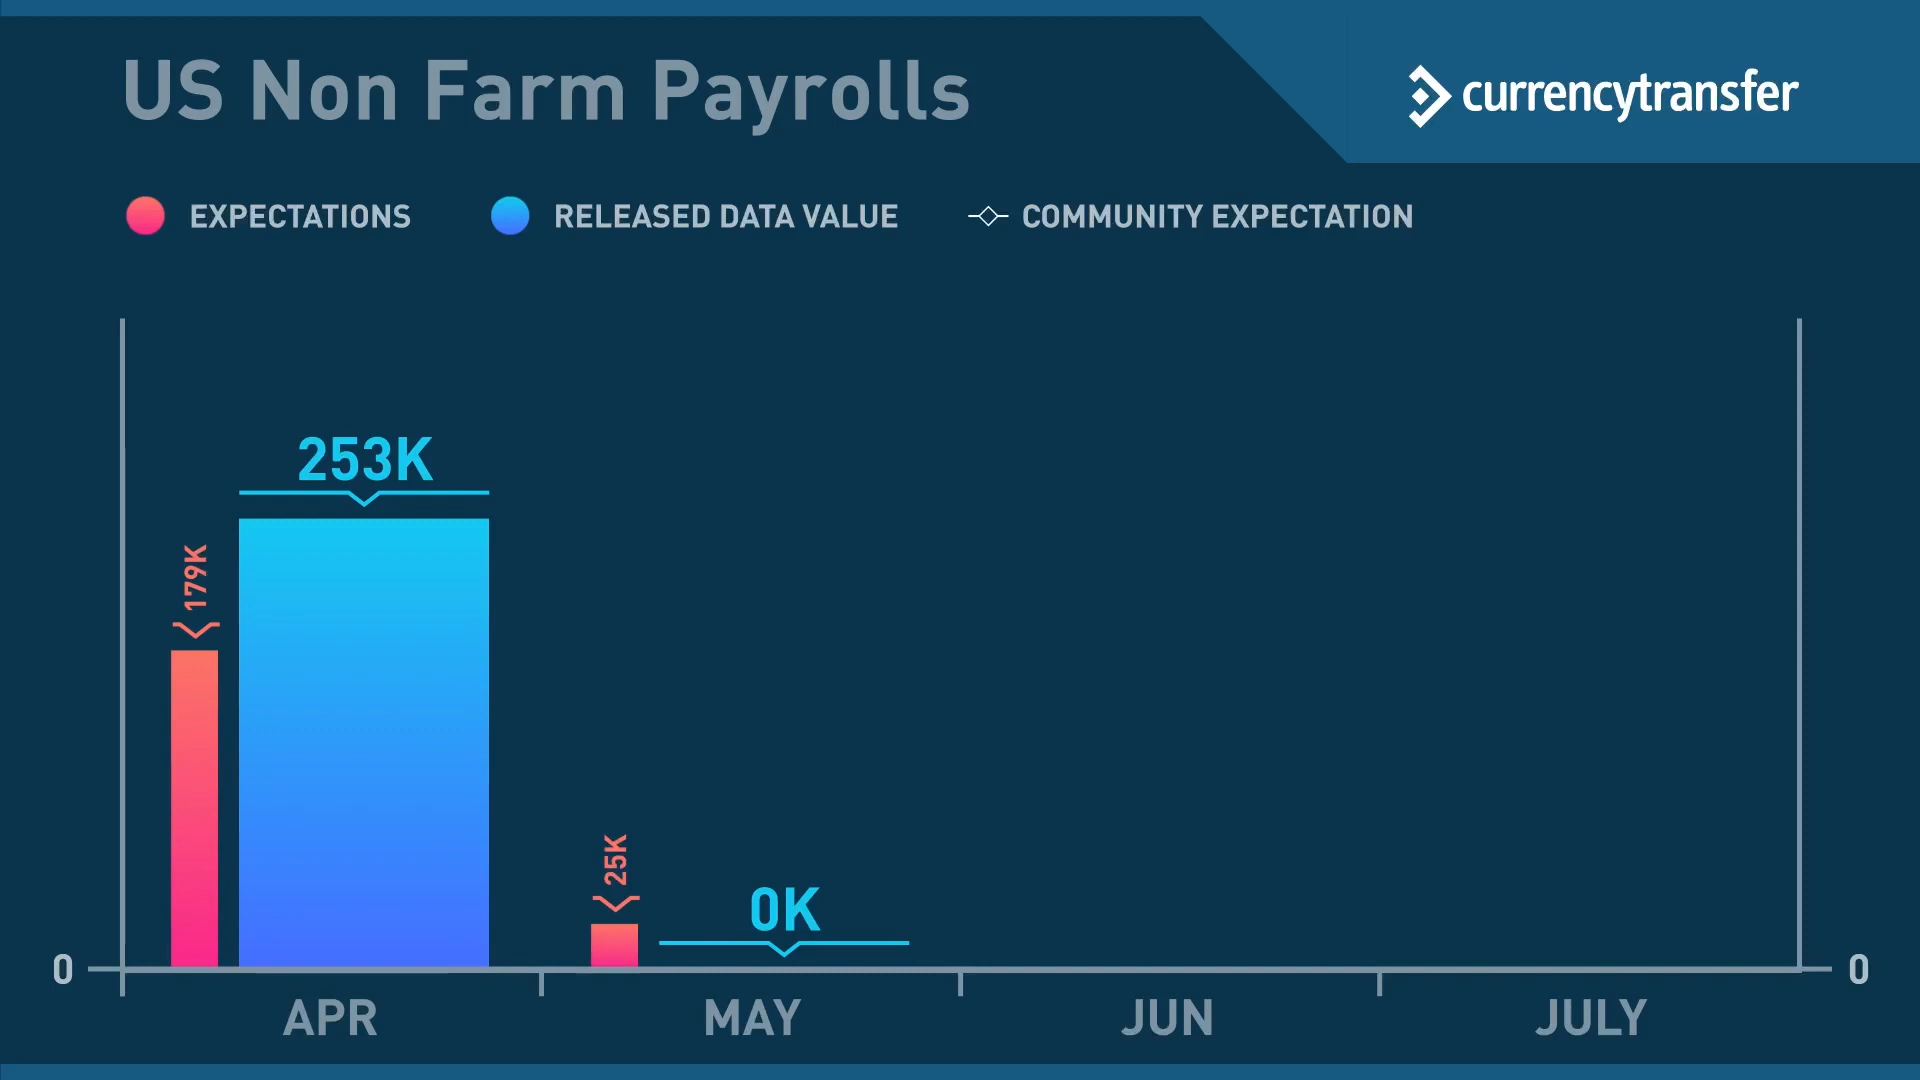 US Non Farm Payrolls
currencytransfer
EXPECTATIONS
RELEASED DATA VALUE
COMMUNITY EXPECTATION
253K
179K
25K
0K
0
0
APR
MAY
JUN
JULY